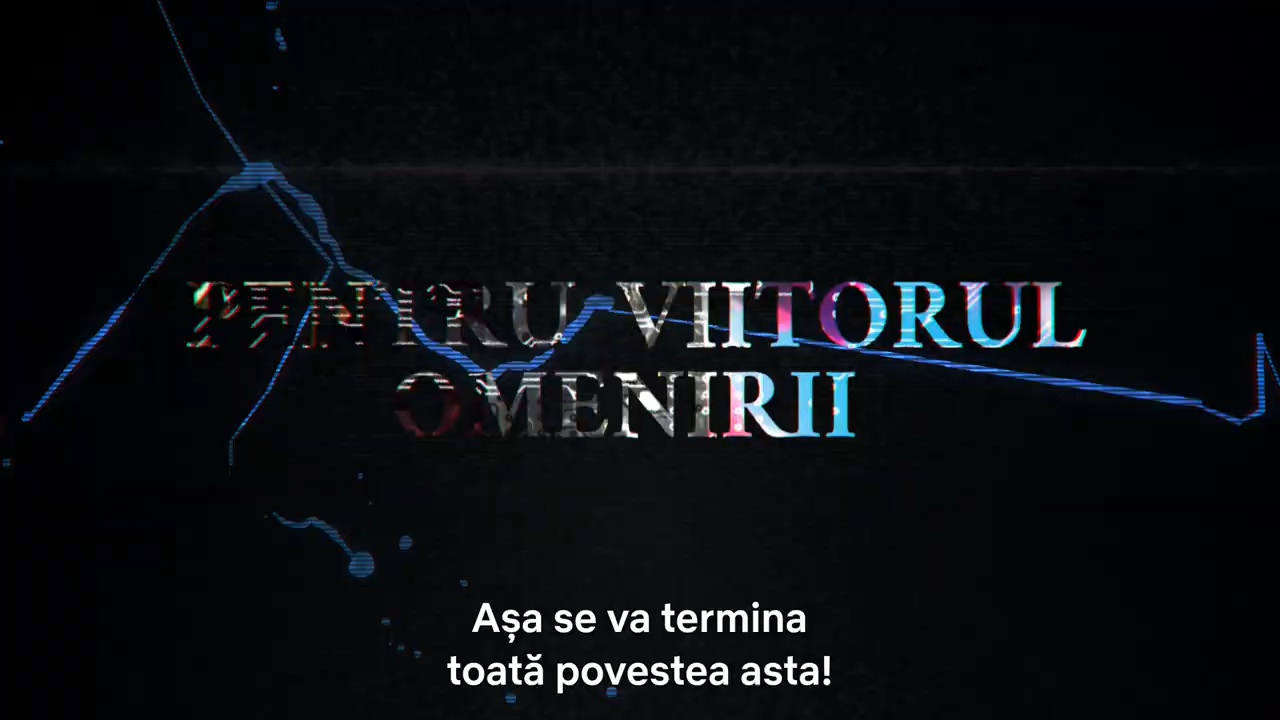 PENTRU VIITORUL
OMENIRII
Așa se va termina
toată povestea asta!